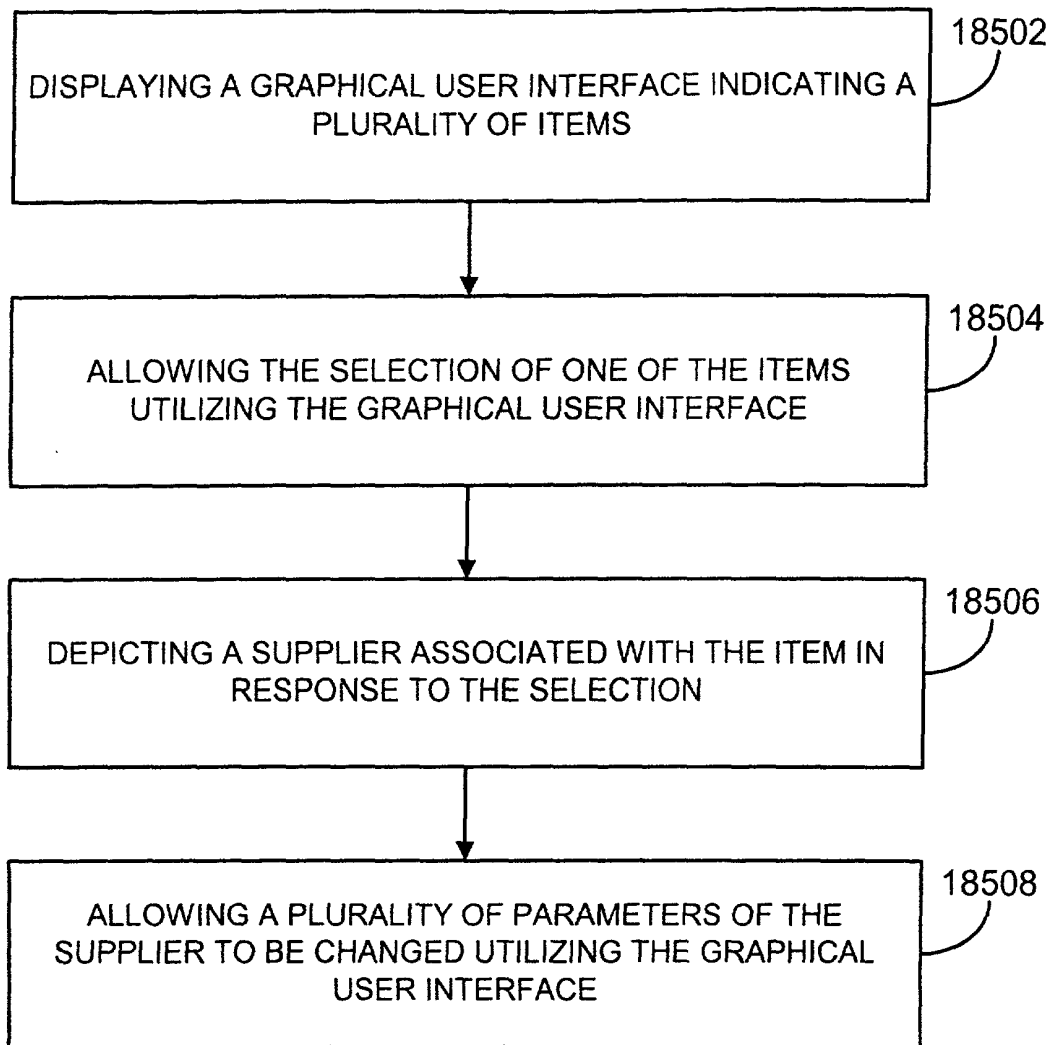 18502
DISPLAYING A GRAPHICAL USER INTERFACE INDICATING A
PLURALITY OF ITEMS
18504
ALLOWING THE SELECTION OF ONE OF THE ITEMS
UTILIZING THE GRAPHICAL USER INTERFACE
18506
DEPICTING A SUPPLIER ASSOCIATED WITH THE ITEM IN
RESPONSE TO THE SELECTION
18508
ALLOWING A PLURALITY OF PARAMETERS OF THE
SUPPLIER TO BE CHANGED UTILIZING THE GRAPHICAL
USER INTERFACE